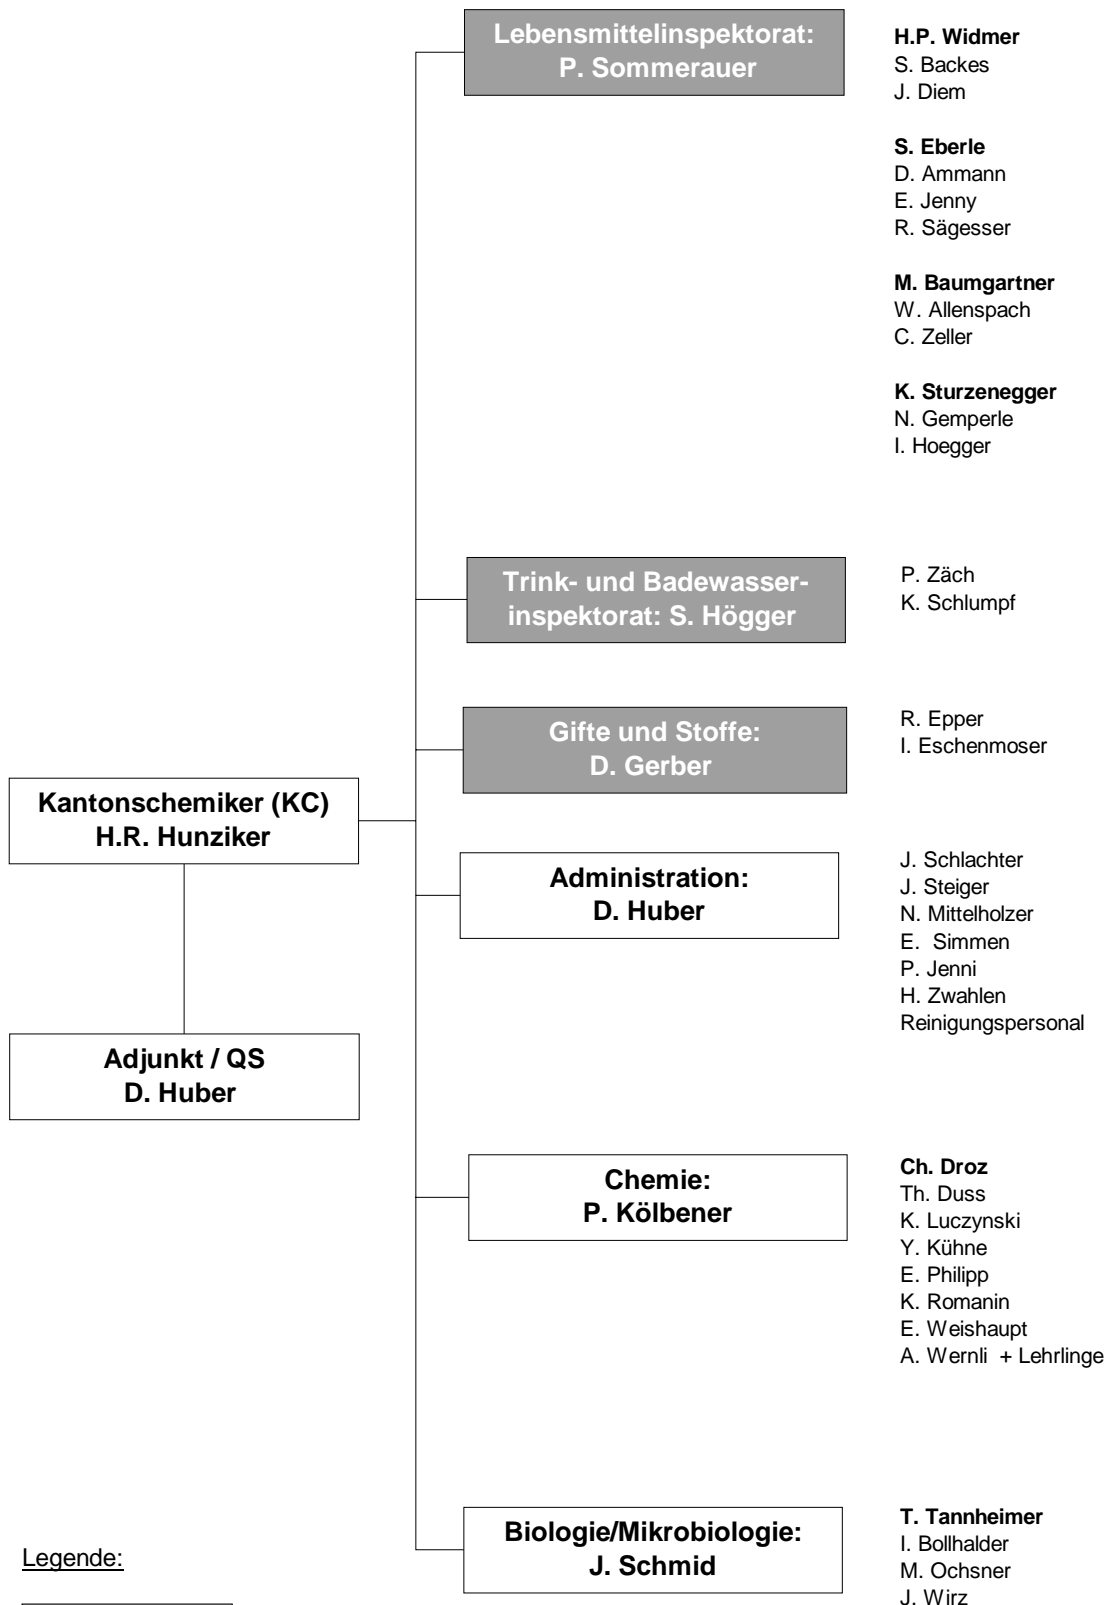 Lebensmittelinspektorat:
P. Sommerauer
H.P. Widmer
S. Backes
J. Diem
S. Eberle
D. Ammann
E. Jenny
R. Sägesser
M. Baumgartner
W. Allenspach
C. Zeller
K. Sturzenegger
N. Gemperle
I. Hoegger
Trink- und Badewasser-
inspektorat: S. Högger
P. Zäch
K. Schlumpf
Gifte und Stoffe:
D. Gerber
R. Epper
I. Eschenmoser
Kantonschemiker (KC)
H.R. Hunziker
Administration:
D. Huber
J. Schlachter
J. Steiger
N. Mittelholzer
E. Simmen
P. Jenni
H. Zwahlen
Reinigungspersonal
Adjunkt / QS
D. Huber
Chemie:
P. Kölbener
Ch. Droz
Th. Duss
K. Luczynski
Y. Kühne
E. Philipp
K. Romanin
E. Weishaupt
A. Wernli + Lehrlinge
Biologie/Mikrobiologie:
J. Schmid
T. Tannheimer
I. Bollhalder
M. Ochsner
J. Wirz
Legende: